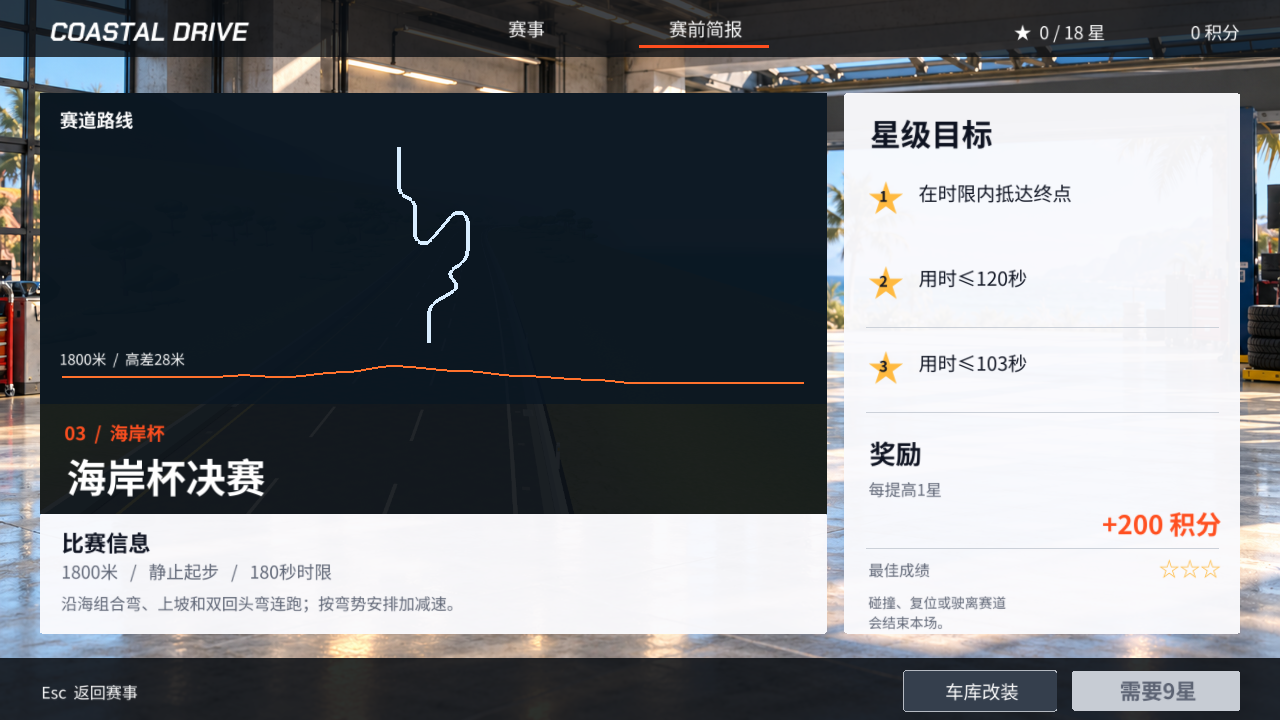 COASTAL DRIVE
赛事
赛前简报
★ 0 / 18 星
0 积分
赛道路线
1800米 / 高差28米
03 / 海岸杯
海岸杯决赛
比赛信息
1800米 / 静止起步 / 180秒时限
沿海组合弯、上坡和双回头弯连跑；按弯势安排加减速。
星级目标
1 在时限内抵达终点
2 用时≤120秒
3 用时≤103秒
奖励
每提高1星
+200 积分
最佳成绩 ☆☆☆
碰撞、复位或驶离赛道
会结束本场。
Esc 返回赛事
车库改装
需要9星